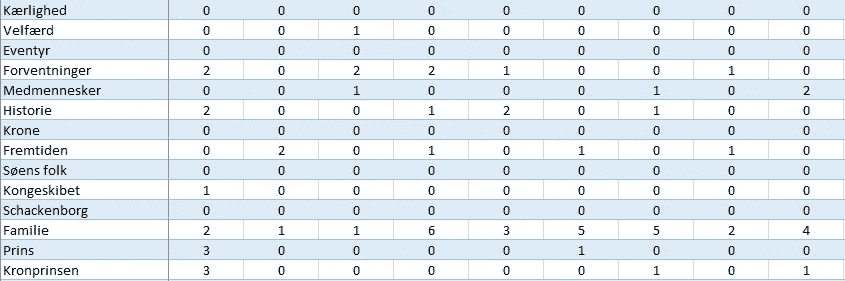 Kærlighed 0 0 0 0 0 0 0 0 0
Velfærd 0 0 1 0 0 0 0 0 0
Eventyr 0 0 0 0 0 0 0 0 0
Forventninger 2 0 2 2 1 0 0 1 0
Medmennesker 0 0 1 0 0 0 1 0 2
Historie 2 0 0 1 2 0 1 0 0
Krone 0 0 0 0 0 0 0 0 0
Fremtiden 0 2 0 1 0 1 0 1 0
Søens folk 0 0 0 0 0 0 0 0 0
Kongeskibet 1 0 0 0 0 0 0 0 0
Schackenborg 0 0 0 0 0 0 0 0 0
Familie 2 1 1 6 3 5 5 2 4
Prins 3 0 0 0 0 1 0 0 0
Kronprinsen 3 0 0 0 0 0 1 0 1